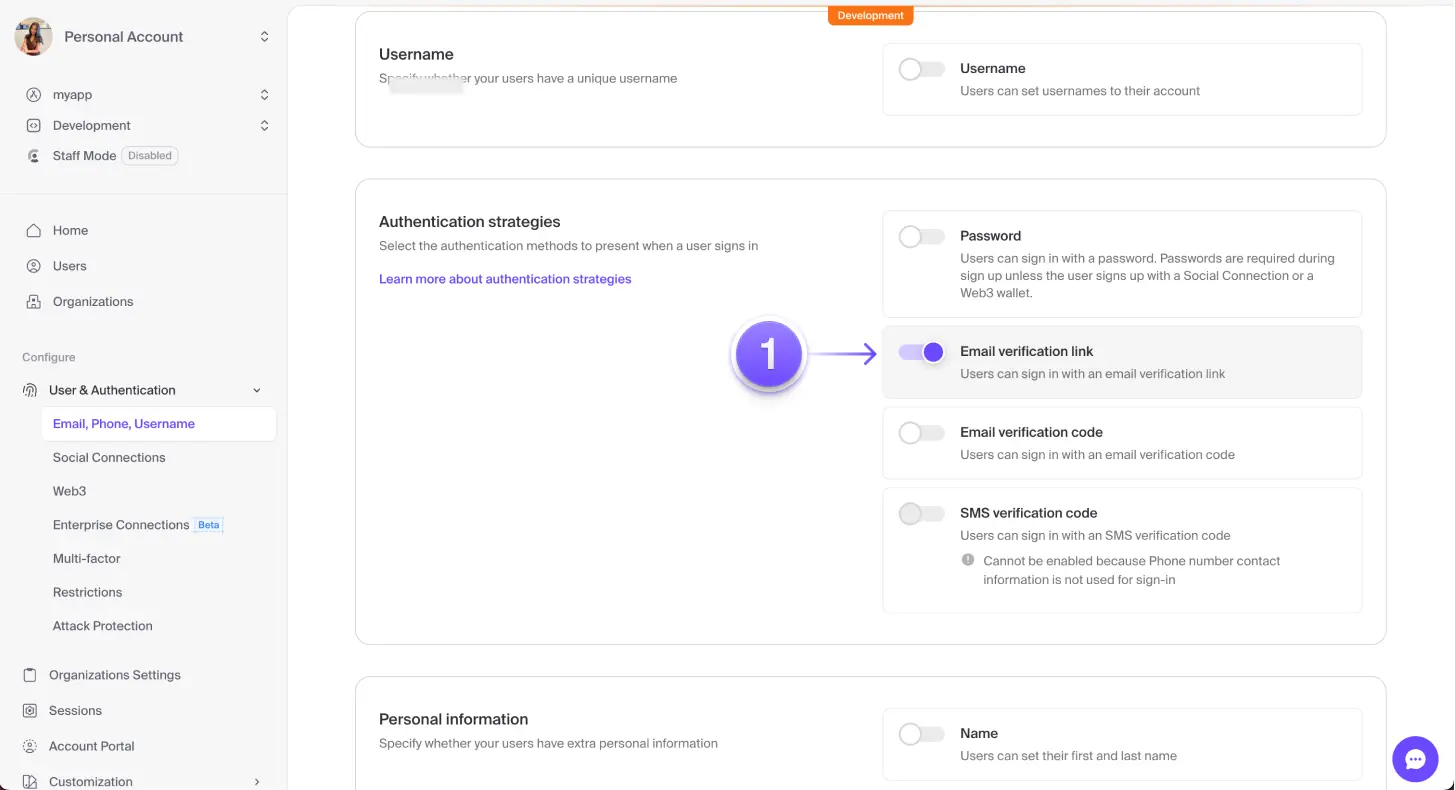 Development
Personal Account
myapp
Development
Staff Mode Disabled
Home
Users
Organizations
Configure
User & Authentication
Email, Phone, Username
Social Connections
Web3
Enterprise Connections Beta
Multi-factor
Restrictions
Attack Protection
Organizations Settings
Sessions
Account Portal
Customization
Username
Specify whether your users have a unique username
Username
Users can set usernames to their account
Authentication strategies
Select the authentication methods to present when a user signs in
Learn more about authentication strategies
Password
Users can sign in with a password. Passwords are required during
sign up unless the user signs up with a Social Connection or a
Web3 wallet.
1
Email verification link
Users can sign in with an email verification link
Email verification code
Users can sign in with an email verification code
SMS verification code
Users can sign in with an SMS verification code
Cannot be enabled because Phone number contact
information is not used for sign-in
Personal information
Specify whether your users have extra personal information
Name
Users can set their first and last name